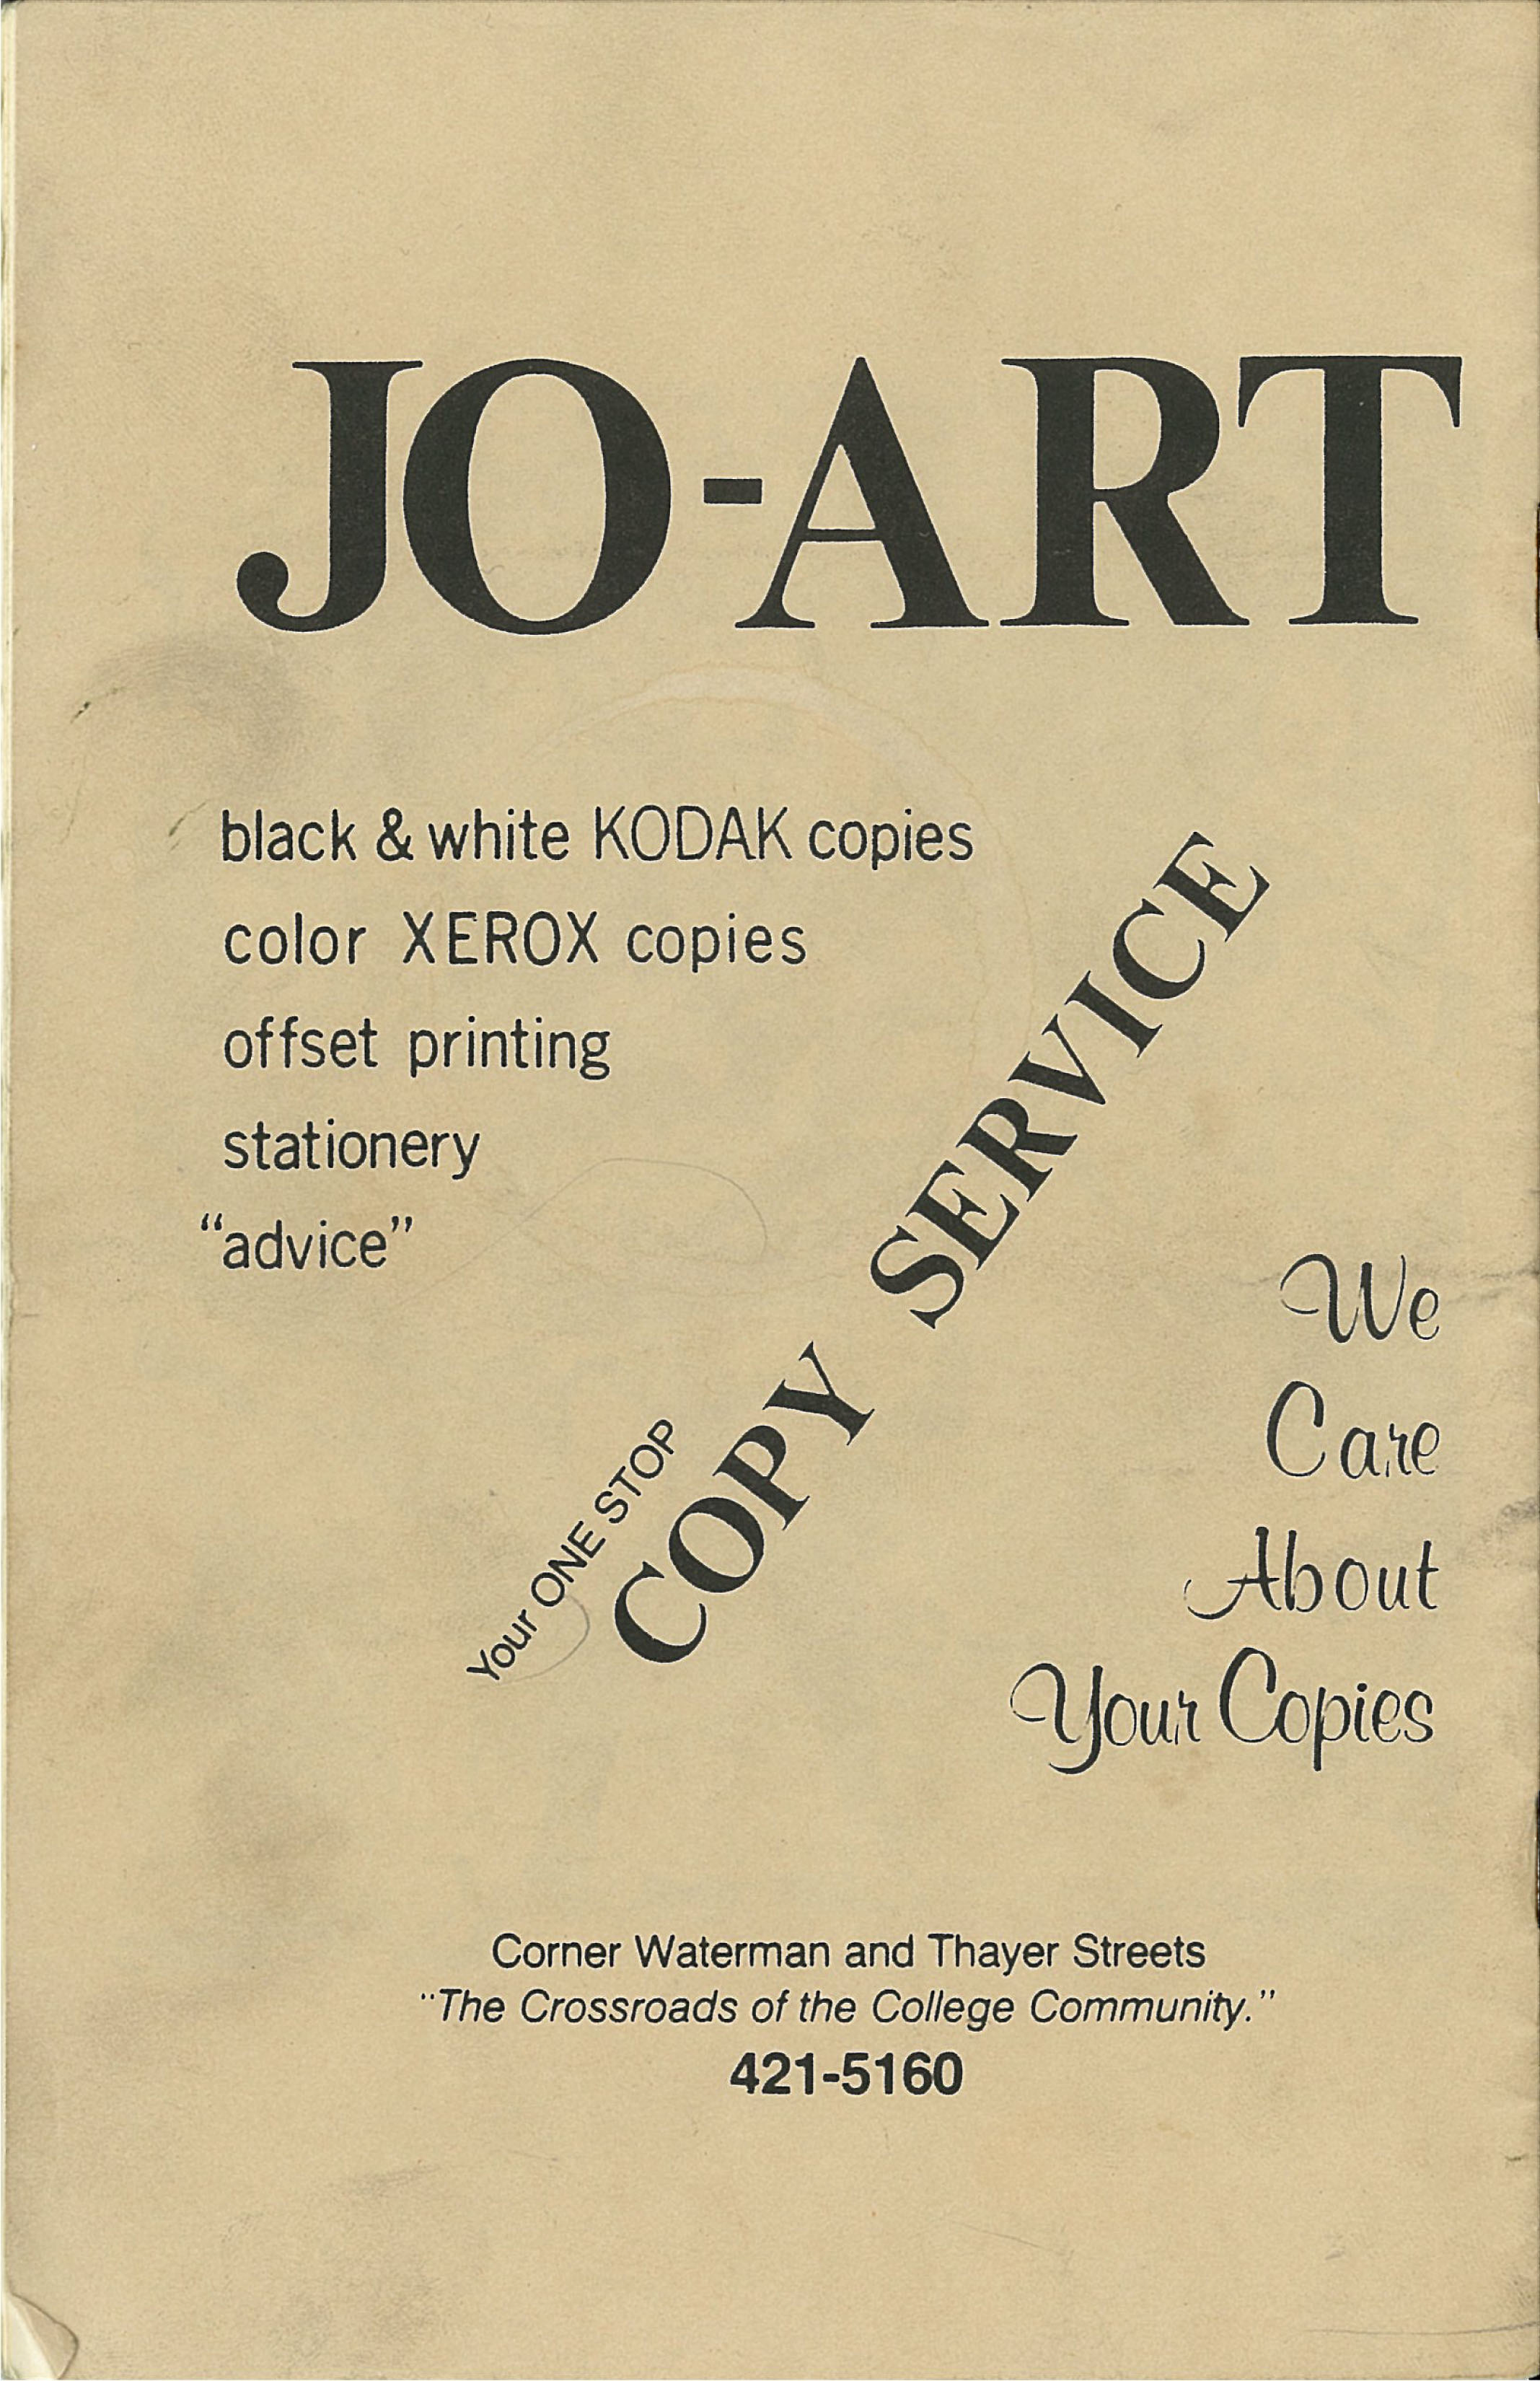 JO-ART
black & white KODAK copies
color XEROX copies
offset printing
stationery
“advice”
Your ONE STOP
COPY SERVICE
We
Care
About
Your Copies
Corner Waterman and Thayer Streets
“The Crossroads of the College Community.”
421-5160